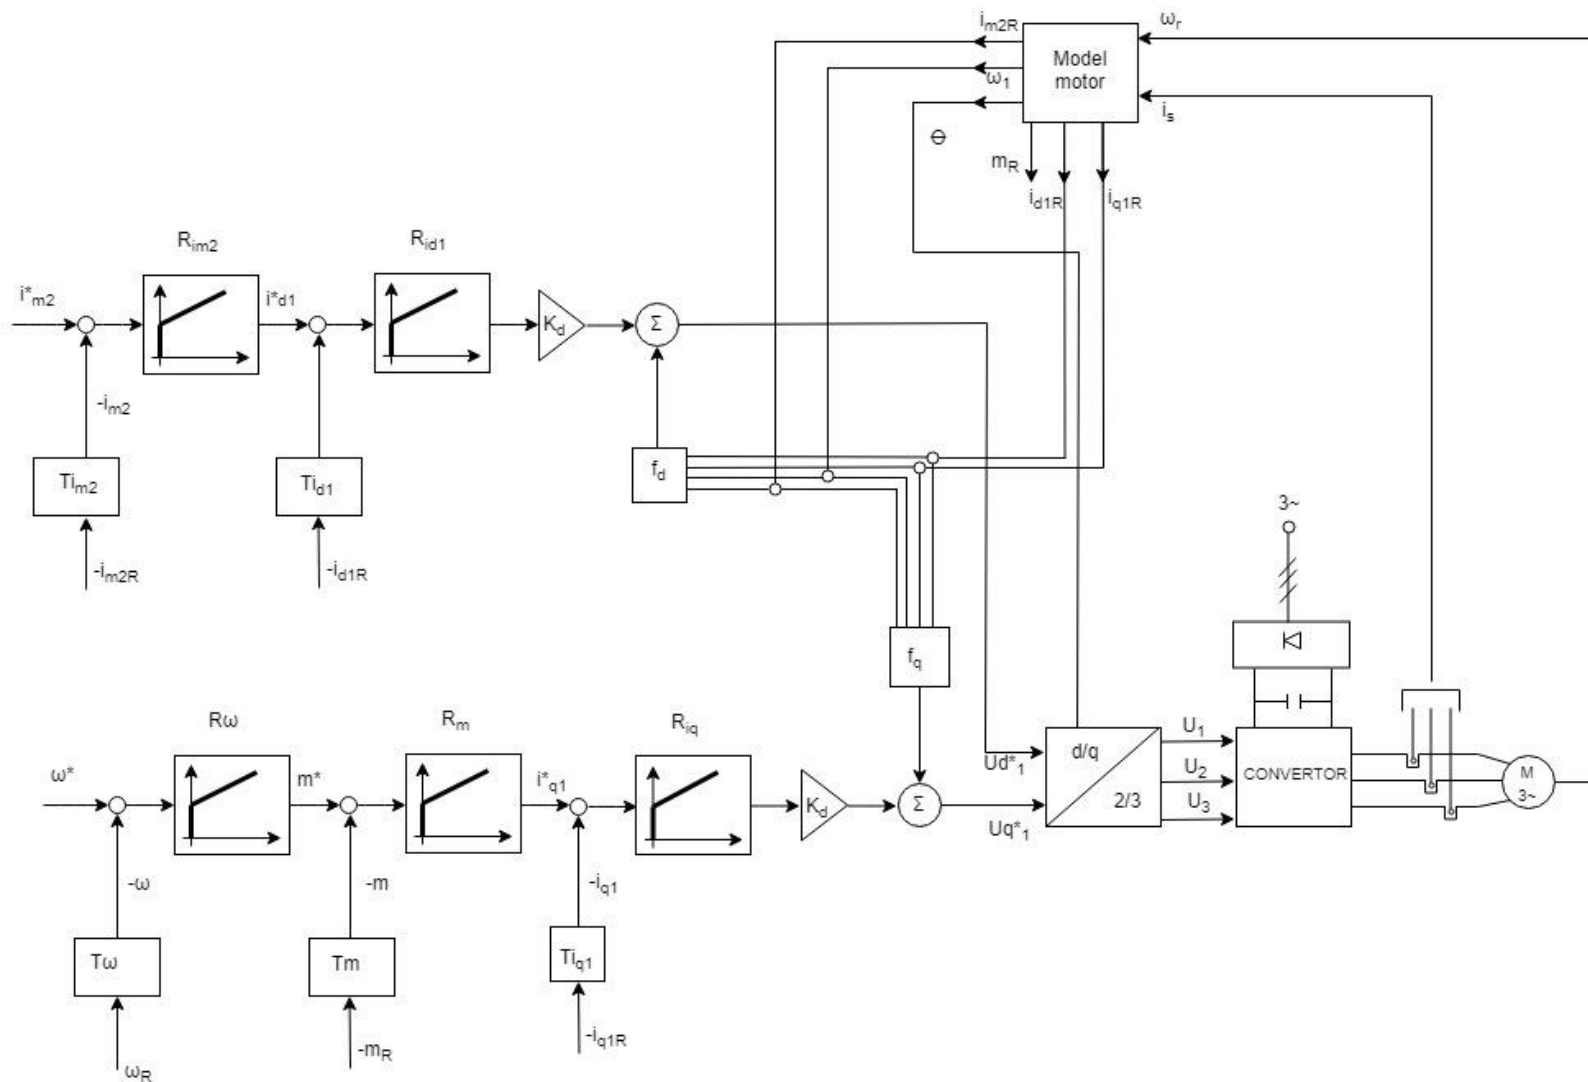 i_m2R
ω_r
Model
motor
ω_1
i_s
Θ
m_R
i_d1R
i_q1R
R_im2
R_id1
i*_m2
i*_d1
K_d
Σ
-i_m2
f_d
Ti_m2
Ti_d1
3~
-i_m2R
-i_d1R
f_q
Rω
R_m
R_iq
U_1
d/q
Ud*_1
ω*
m*
i*_q1
U_2
CONVERTOR
M
3~
K_d
Σ
2/3
U_3
Uq*_1
-ω
-m
-i_q1
Tω
Tm
Ti_q1
-i_q1R
-m_R
ω_R